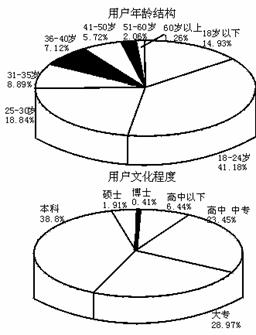 用户年龄结构
41-50岁 51-60岁 60岁以上
5.72% 2.06% .26% 18岁以下
36-40岁 14.93%
7.12%
31-35岁
8.89%
25-30岁
18.84%
18-24岁
41.18%
用户文化程度
硕士 博士 高中以下
1.91% 0.41% 6.44% 高中 中专
本科 23.45%
38.8%
大专
28.97%